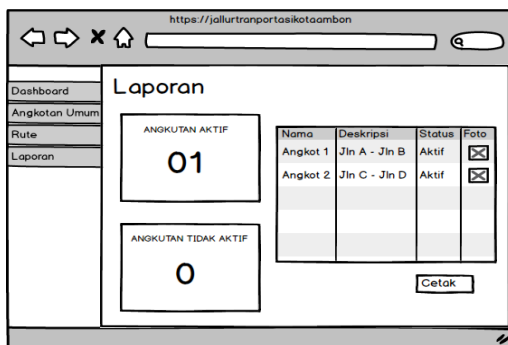 https://jallurtranportasikotaambon
Dashboard
Angkotan Umum
Rute
Laporan
Laporan
ANGKUTAN AKTIF
01
ANGKUTAN TIDAK AKTIF
0
Nama Deskripsi Status Foto
Angkot 1 Jln A - Jln B Aktif
Angkot 2 Jln C - Jln D Aktif
Cetak